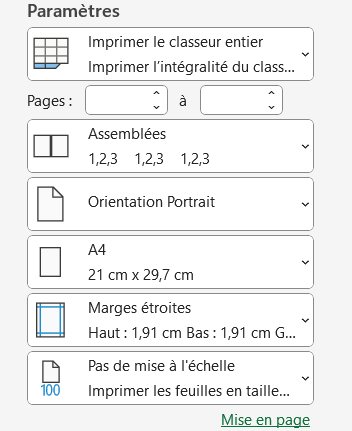 Paramètres
Imprimer le classeur entier
Imprimer l'intégralité du class...
Pages : à
Assemblées
1,2,3 1,2,3 1,2,3
Orientation Portrait
A4
21 cm x 29,7 cm
Marges étroites
Haut : 1,91 cm Bas : 1,91 cm G...
Pas de mise à l'échelle
100
Imprimer les feuilles en taille...
Mise en page